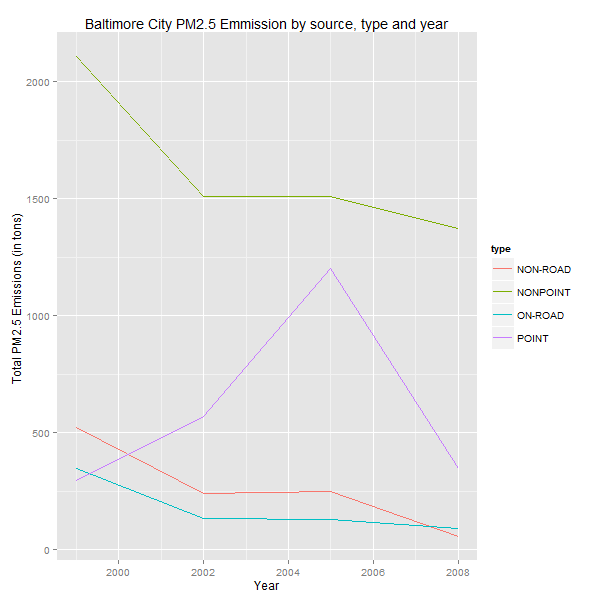 Baltimore City PM2.5 Emmission by source, type and year
Total PM2.5 Emissions (in tons)
2000
1500
1000
500
0
2000
2002
2004
2006
2008
Year
type
NON-ROAD
NONPOINT
ON-ROAD
POINT